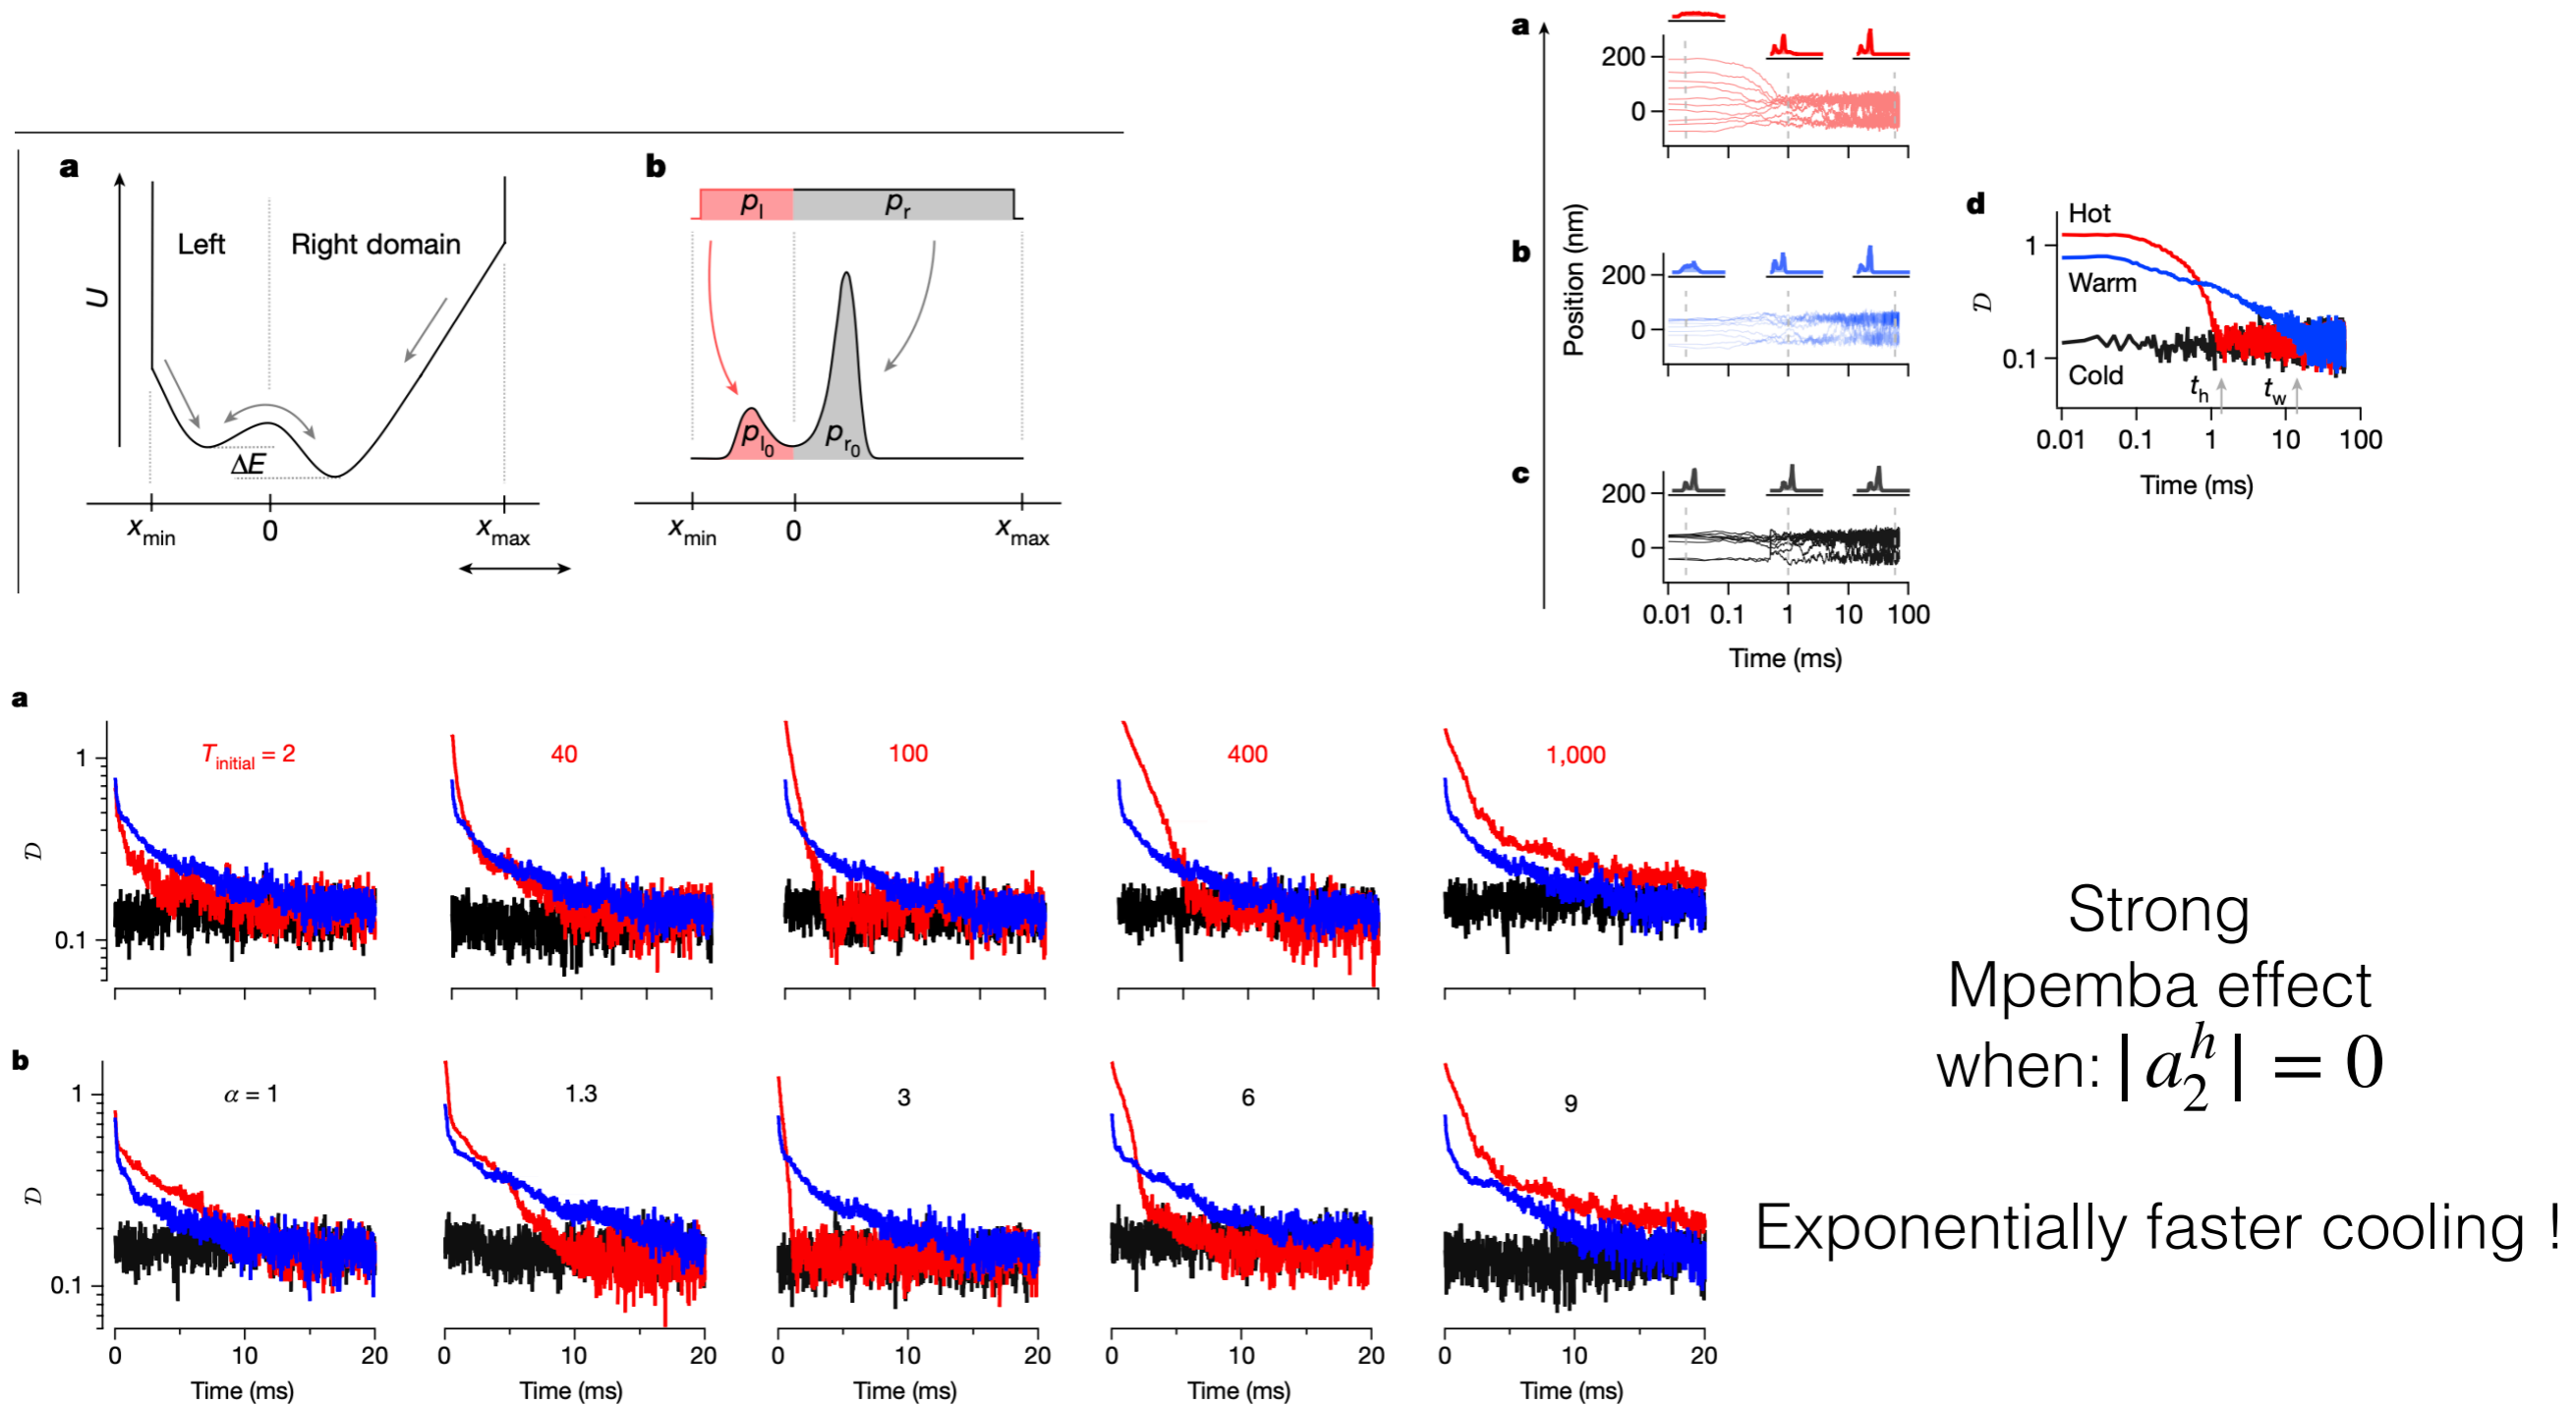 a
Left
Right domain
U
ΔE
x_min
0
x_max
b
p_l
p_r
p_l0
p_r0
x_min
0
x_max
Position (nm)
a
200
0
b
200
0
c
200
0
0.01 0.1 1 10 100
Time (ms)
d
𝒟
1
0.1
Hot
Warm
Cold
t_h
t_w
0.01 0.1 1 10 100
Time (ms)
a
𝒟
1
0.1
T_initial = 2
40
100
400
1,000
b
𝒟
1
0.1
α = 1
1.3
3
6
9
0 10 20
0 10 20
0 10 20
0 10 20
0 10 20
Time (ms)
Time (ms)
Time (ms)
Time (ms)
Time (ms)
Strong
Mpemba effect
when: |a_2^h| = 0
Exponentially faster cooling !